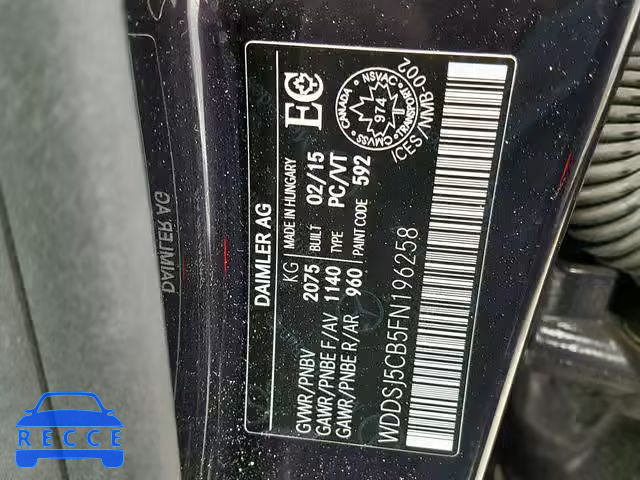 DAIMLER AG
MADE IN HUNGARY
EC
GVWR/PNBV KG 2075 BUILT 02/15
GAWR/PNBE F/AV 1140 TYPE PC/VT
GAWR/PNBE R/AR 960 PAINT CODE 592
WDDSJ5CB5FN196258
CANADA
NSVAC
974
TRANSPORT
CMVSS
ICES/NMB-002
DAIMLER AG
RECCE